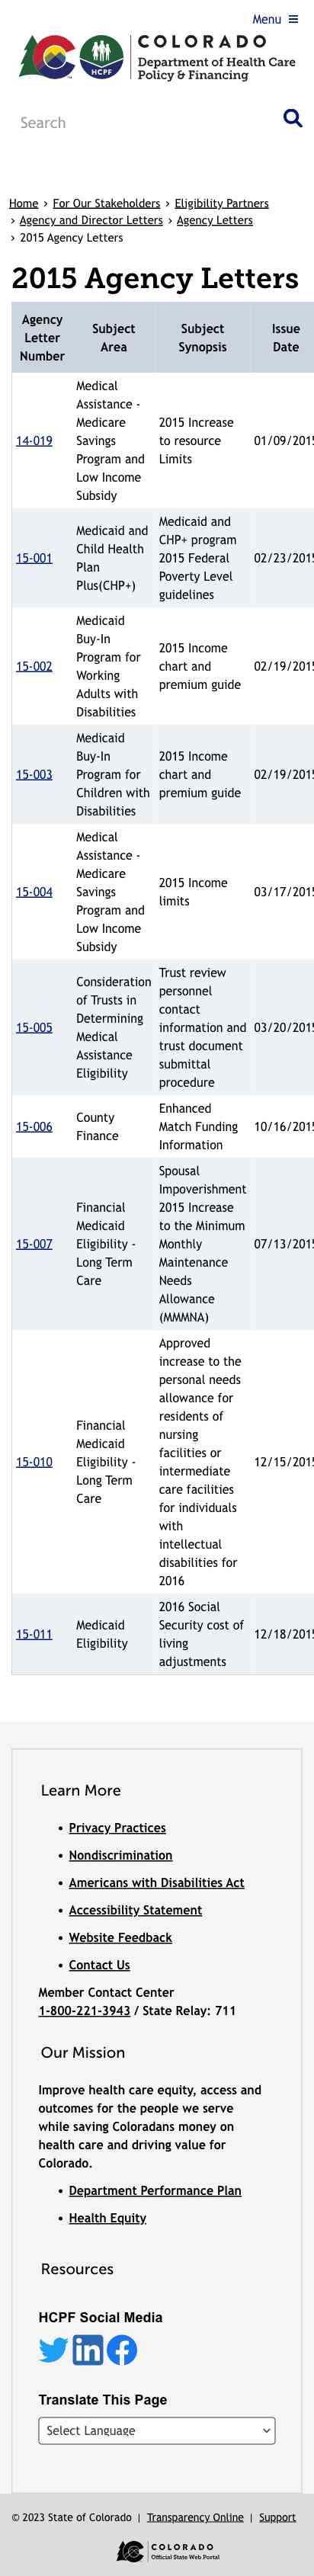 Menu
COLORADO
CO
HCPF
Department of Health Care
Policy & Financing
Search
Home › For Our Stakeholders › Eligibility Partners
› Agency and Director Letters › Agency Letters
› 2015 Agency Letters
2015 Agency Letters
Agency Letter Number | Subject Area | Subject Synopsis | Issue Date
14-019 | Medical Assistance - Medicare Savings Program and Low Income Subsidy | 2015 Increase to resource Limits | 01/09/2015
15-001 | Medicaid and Child Health Plan Plus(CHP+) | Medicaid and CHP+ program 2015 Federal Poverty Level guidelines | 02/23/2015
15-002 | Medicaid Buy-In Program for Working Adults with Disabilities | 2015 Income chart and premium guide | 02/19/2015
15-003 | Medicaid Buy-In Program for Children with Disabilities | 2015 Income chart and premium guide | 02/19/2015
15-004 | Medical Assistance - Medicare Savings Program and Low Income Subsidy | 2015 Income limits | 03/17/2015
15-005 | Consideration of Trusts in Determining Medical Assistance Eligibility | Trust review personnel contact information and trust document submittal procedure | 03/20/2015
15-006 | County Finance | Enhanced Match Funding Information | 10/16/2015
15-007 | Financial Medicaid Eligibility - Long Term Care | Spousal Impoverishment 2015 Increase to the Minimum Monthly Maintenance Needs Allowance (MMMNA) | 07/13/2015
15-010 | Financial Medicaid Eligibility - Long Term Care | Approved increase to the personal needs allowance for residents of nursing facilities or intermediate care facilities for individuals with intellectual disabilities for 2016 | 12/15/2015
15-011 | Medicaid Eligibility | 2016 Social Security cost of living adjustments | 12/18/2015
Learn More
• Privacy Practices
• Nondiscrimination
• Americans with Disabilities Act
• Accessibility Statement
• Website Feedback
• Contact Us
Member Contact Center
1-800-221-3943 / State Relay: 711
Our Mission
Improve health care equity, access and
outcomes for the people we serve
while saving Coloradans money on
health care and driving value for
Colorado.
• Department Performance Plan
• Health Equity
Resources
HCPF Social Media
Translate This Page
Select Language
© 2023 State of Colorado | Transparency Online | Support
COLORADO
Official State Web Portal